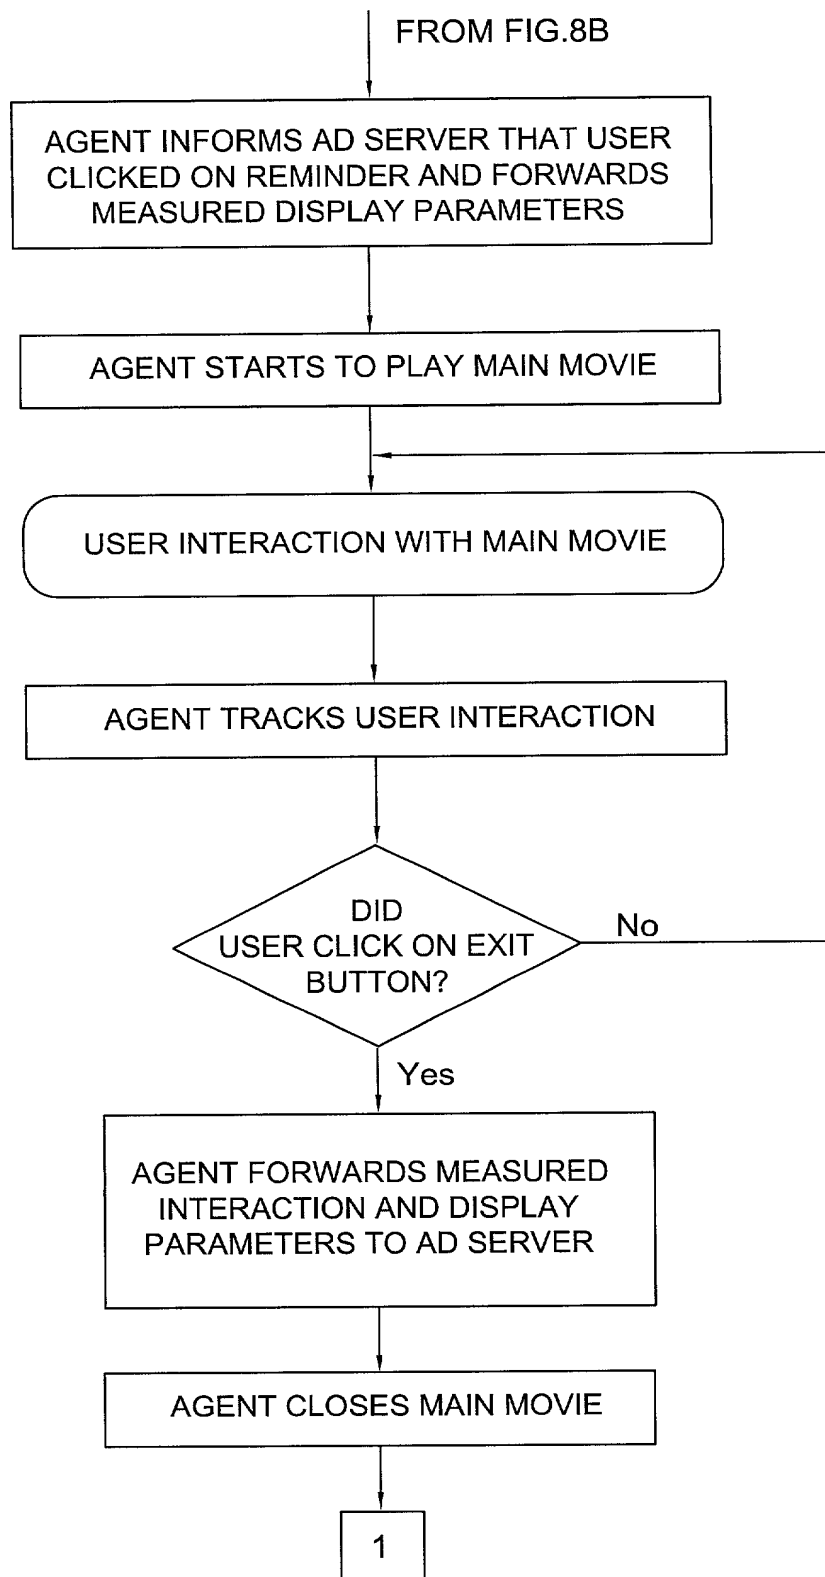 FROM FIG.8B
AGENT INFORMS AD SERVER THAT USER
CLICKED ON REMINDER AND FORWARDS
MEASURED DISPLAY PARAMETERS
AGENT STARTS TO PLAY MAIN MOVIE
USER INTERACTION WITH MAIN MOVIE
AGENT TRACKS USER INTERACTION
DID
USER CLICK ON EXIT
BUTTON?
No
Yes
AGENT FORWARDS MEASURED
INTERACTION AND DISPLAY
PARAMETERS TO AD SERVER
AGENT CLOSES MAIN MOVIE
1